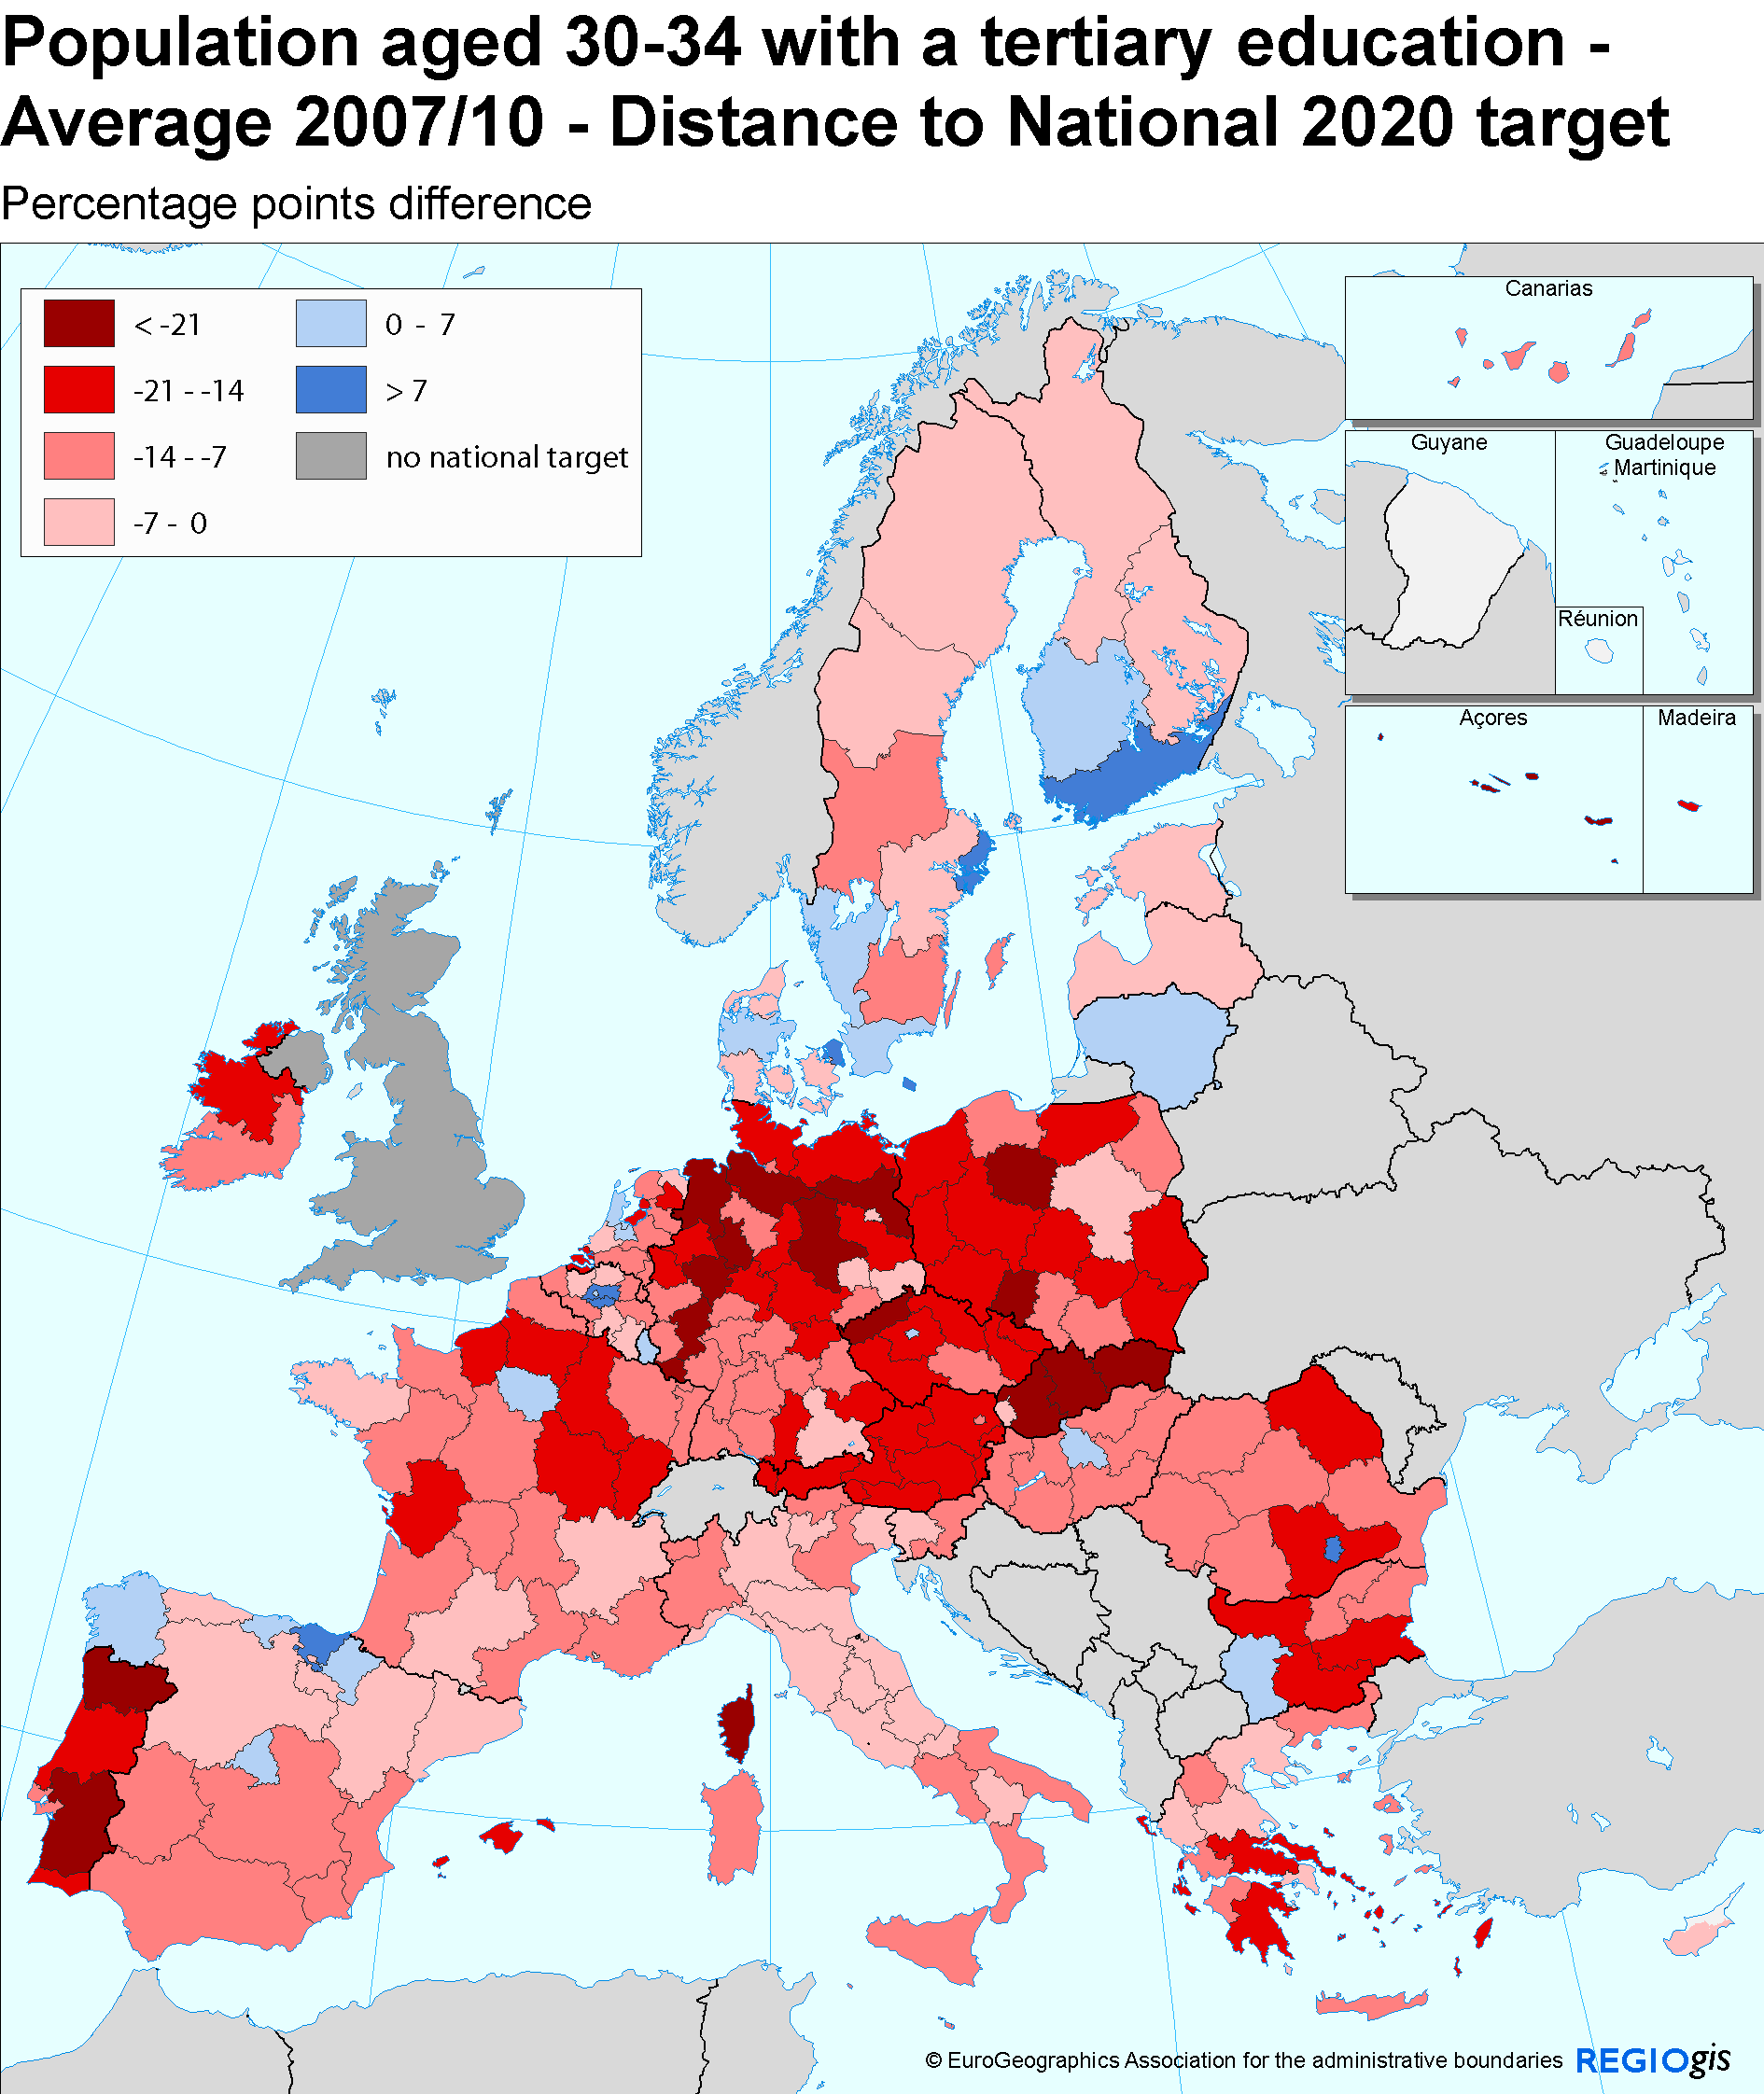 Population aged 30-34 with a tertiary education -
Average 2007/10 - Distance to National 2020 target
Percentage points difference
< -21
-21 - -14
-14 - -7
-7 - 0
0 - 7
> 7
no national target
Canarias
Guyane
Guadeloupe
Martinique
Réunion
Açores
Madeira
© EuroGeographics Association for the administrative boundaries
REGIOgis